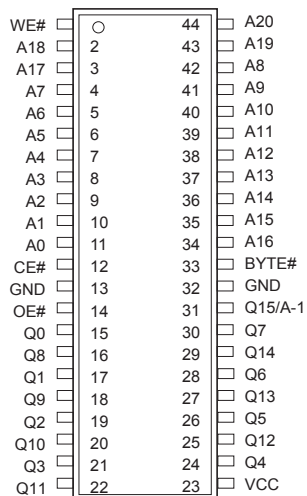 WE# 44 A20
A18 2 43 A19
A17 3 42 A8
A7 4 41 A9
A6 5 40 A10
A5 6 39 A11
A4 7 38 A12
A3 8 37 A13
A2 9 36 A14
A1 10 35 A15
A0 11 34 A16
CE# 12 33 BYTE#
GND 13 32 GND
OE# 14 31 Q15/A-1
Q0 15 30 Q7
Q8 16 29 Q14
Q1 17 28 Q6
Q9 18 27 Q13
Q2 19 26 Q5
Q10 20 25 Q12
Q3 21 24 Q4
Q11 22 23 VCC